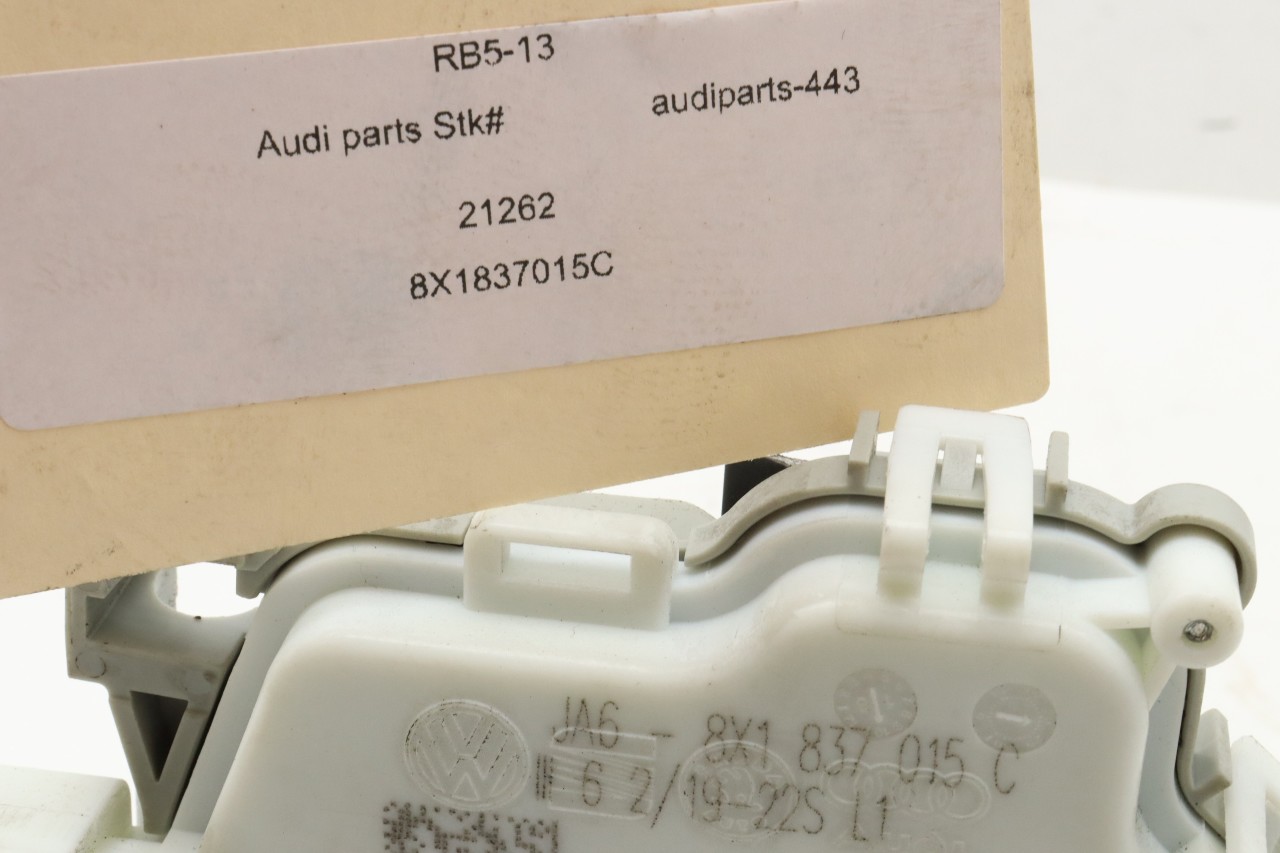 RB5-13
Audi parts Stk# audiparts-443
21262
8X1837015C
JA6 - 8X1 837 015 C
6 2/19-22S L1